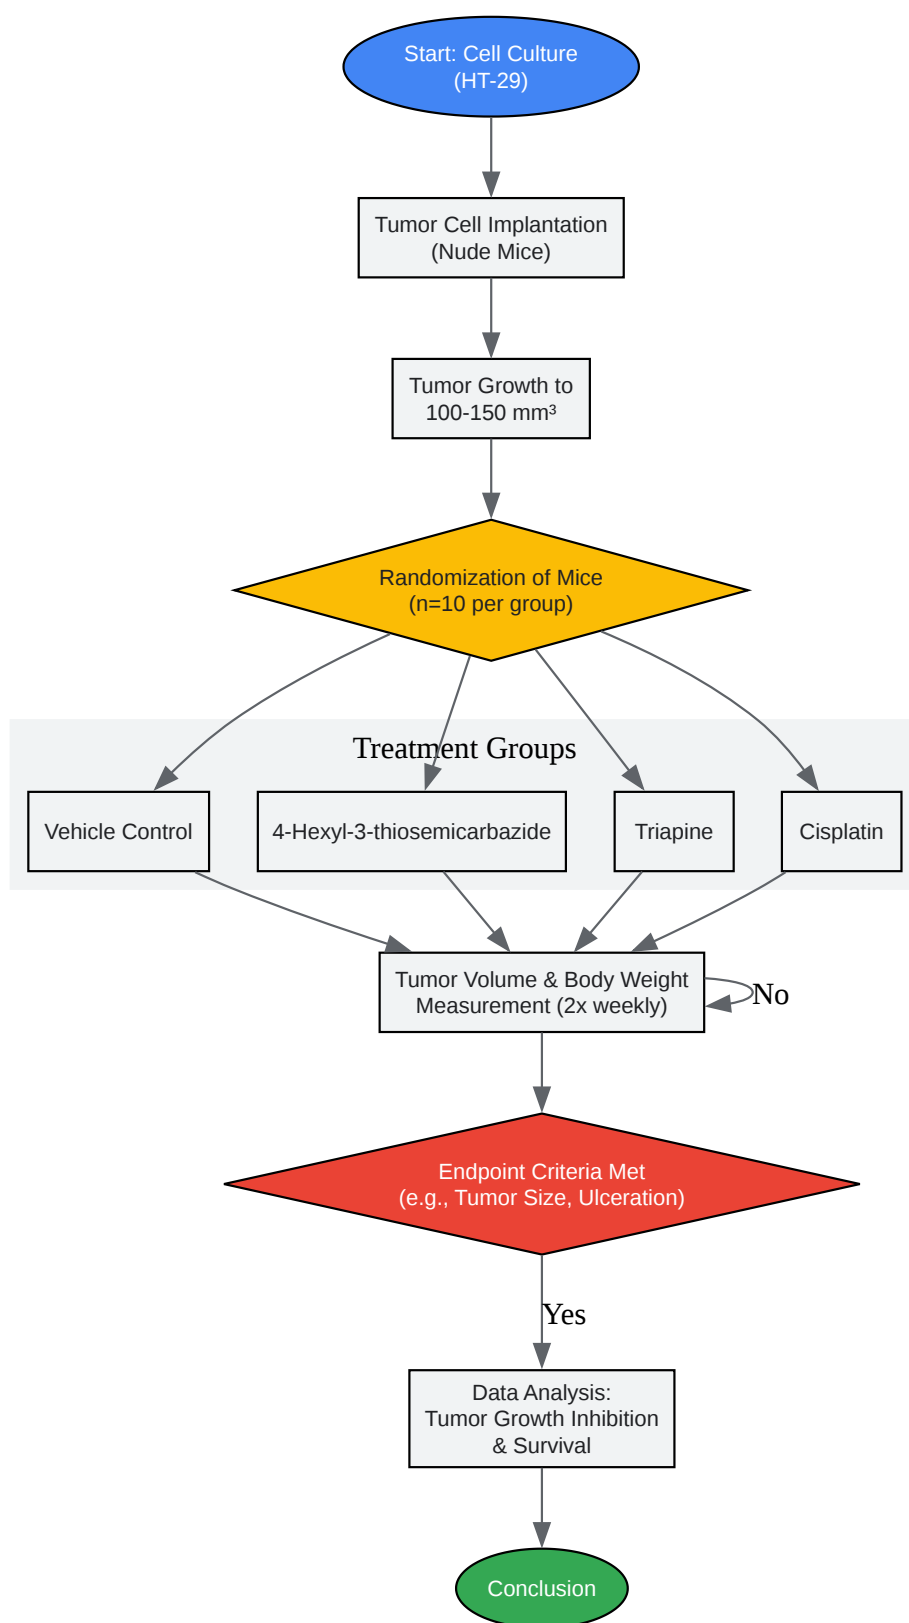 Start: Cell Culture
(HT-29)
Tumor Cell Implantation
(Nude Mice)
Tumor Growth to
100-150 mm³
Randomization of Mice
(n=10 per group)
Treatment Groups
Vehicle Control
4-Hexyl-3-thiosemicarbazide
Triapine
Cisplatin
Tumor Volume & Body Weight
Measurement (2x weekly)
No
Endpoint Criteria Met
(e.g., Tumor Size, Ulceration)
Yes
Data Analysis:
Tumor Growth Inhibition
& Survival
Conclusion